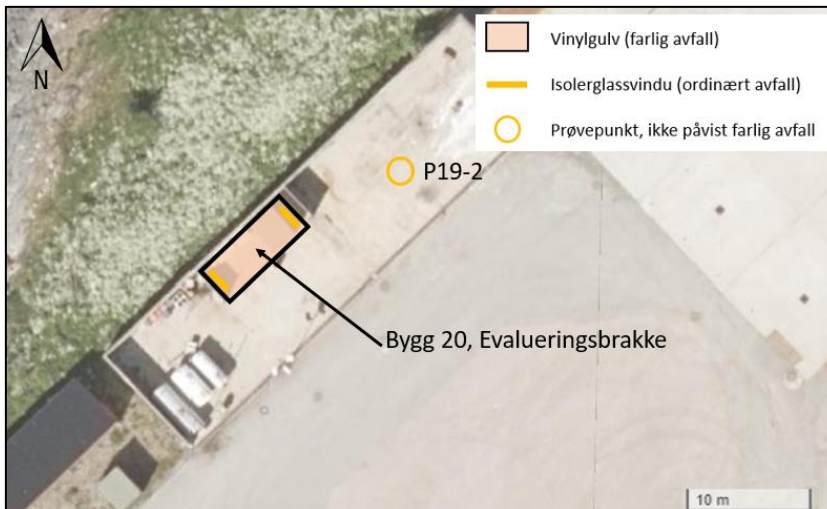 Vinylgulv (farlig avfall)
Isolerglassvindu (ordinært avfall)
Prøvepunkt, ikke påvist farlig avfall
N
P19-2
Bygg 20, Evalueringsbrakke
10 m